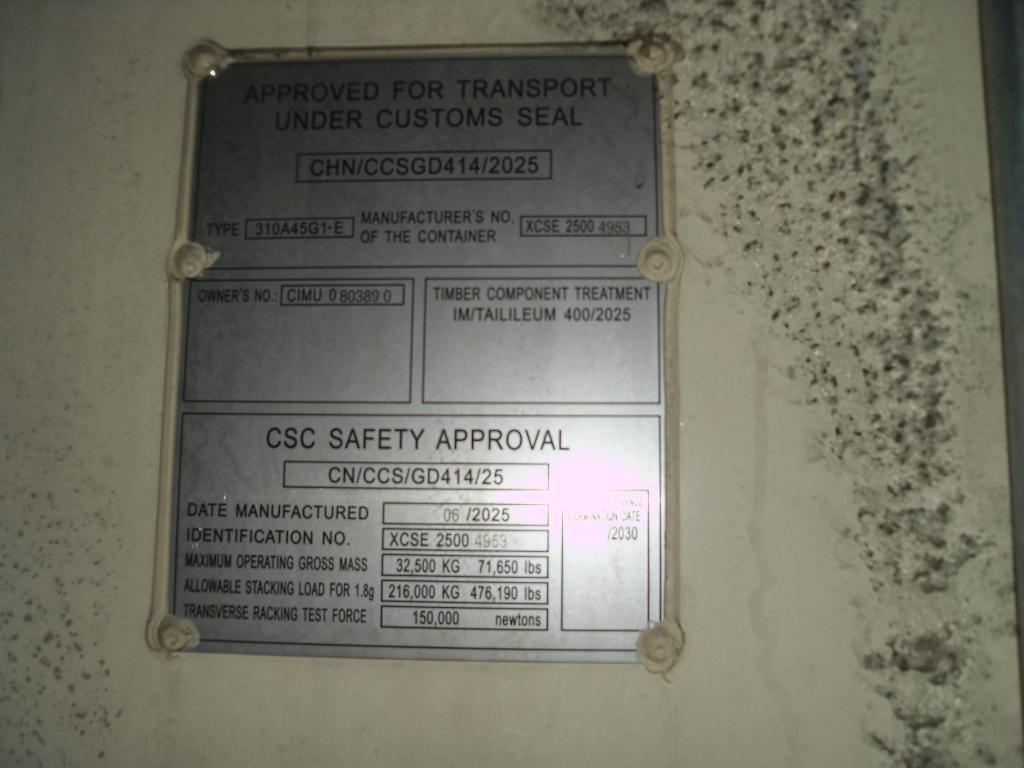 APPROVED FOR TRANSPORT
UNDER CUSTOMS SEAL
CHN/CCSGD414/2025
TYPE 310A45G1-E MANUFACTURER'S NO. OF THE CONTAINER XCSE 2500 4953
OWNER'S NO.: CIMU 0 80389 0
TIMBER COMPONENT TREATMENT
IM/TAILILEUM 400/2025
CSC SAFETY APPROVAL
CN/CCS/GD414/25
DATE MANUFACTURED 06 /2025
IDENTIFICATION NO. XCSE 2500 4953
MAXIMUM OPERATING GROSS MASS 32,500 KG 71,650 lbs
ALLOWABLE STACKING LOAD FOR 1.8g 216,000 KG 476,190 lbs
TRANSVERSE RACKING TEST FORCE 150,000 newtons
EXAMINATION DATE
/2030